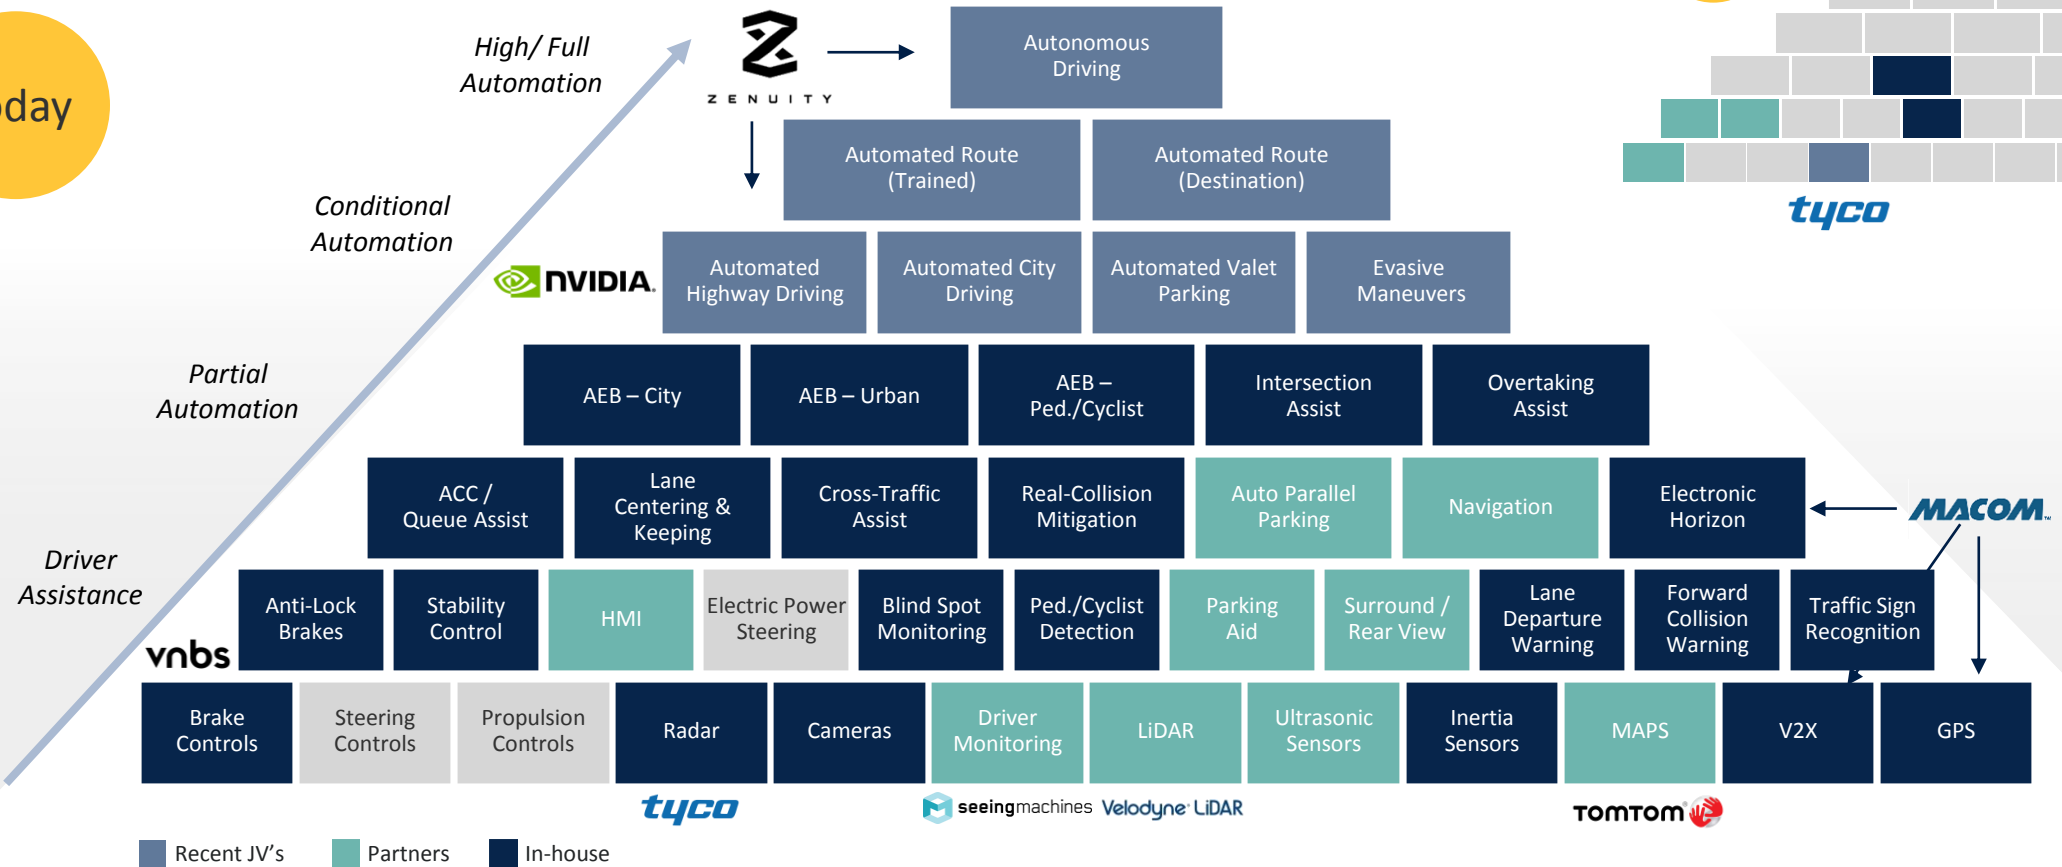 High/ Full
Automation
ZENUITY
Autonomous
Driving
Automated Route
(Trained)
Automated Route
(Destination)
tyco
Conditional
Automation
NVIDIA.
Automated
Highway Driving
Automated City
Driving
Automated Valet
Parking
Evasive
Maneuvers
Partial
Automation
AEB – City
AEB – Urban
AEB –
Ped./Cyclist
Intersection
Assist
Overtaking
Assist
ACC /
Queue Assist
Lane
Centering &
Keeping
Cross-Traffic
Assist
Real-Collision
Mitigation
Auto Parallel
Parking
Navigation
Electronic
Horizon
MACOM™
Driver
Assistance
Anti-Lock
Brakes
Stability
Control
HMI
Electric Power
Steering
Blind Spot
Monitoring
Ped./Cyclist
Detection
Parking
Aid
Surround /
Rear View
Lane
Departure
Warning
Forward
Collision
Warning
Traffic Sign
Recognition
vnbs
Brake
Controls
Steering
Controls
Propulsion
Controls
Radar
Cameras
Driver
Monitoring
LiDAR
Ultrasonic
Sensors
Inertia
Sensors
MAPS
V2X
GPS
tyco
seeingmachines
Velodyne LiDAR
TOMTOM
Recent JV's
Partners
In-house